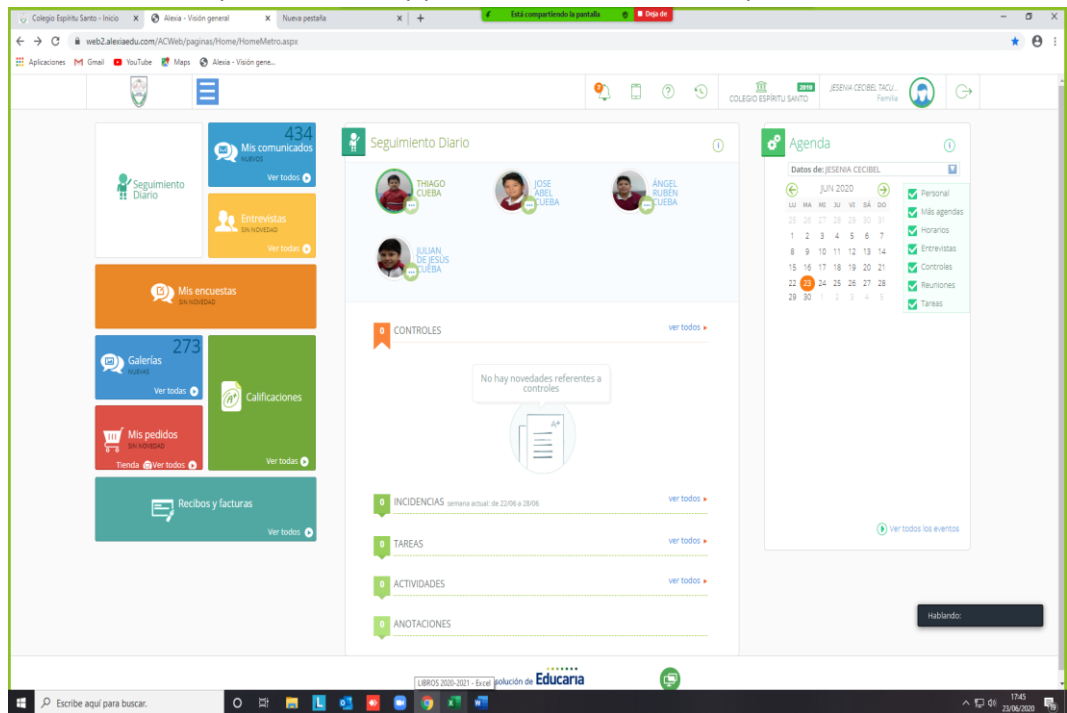 Colegio Espíritu Santo - Inicio
Alexia - Visión general
Nueva pestaña
Está compartiendo la pantalla
Deja de
web2.alexiaedu.com/ACWeb/paginas/Home/HomeMetro.aspx
Aplicaciones
Gmail
YouTube
Maps
Alexia - Visión gene...
COLEGIO ESPÍRITU SANTO
2019
JESENIA CECIBEL TACU...
Familia
Seguimiento
Diario
434
Mis comunicados
NUEVOS
Ver todos
Entrevistas
SIN NOVEDAD
Ver todas
Mis encuestas
SIN NOVEDAD
273
Galerías
NUEVAS
Ver todas
Calificaciones
Ver todas
Mis pedidos
SIN NOVEDAD
Tienda
Ver todos
Recibos y facturas
Ver todos
Seguimiento Diario
THIAGO
CUEBA
JOSE
ABEL
CUEBA
ÁNGEL
RUBÉN
CUEBA
JULIAN
DE JESÚS
CUEBA
0 CONTROLES
ver todos
No hay novedades referentes a
controles
A+
0 INCIDENCIAS semana actual: de 22/06 a 28/06
ver todos
0 TAREAS
ver todos
0 ACTIVIDADES
ver todos
0 ANOTACIONES
Agenda
Datos de: JESENIA CECIBEL
JUN 2020
LU MA MI JU VI SÁ DO
25 26 27 28 29 30 31
1 2 3 4 5 6 7
8 9 10 11 12 13 14
15 16 17 18 19 20 21
22 23 24 25 26 27 28
29 30 1 2 3 4 5
Personal
Más agendas
Horarios
Entrevistas
Controles
Reuniones
Tareas
Ver todos los eventos
Hablando:
LIBROS 2020-2021 - Excel
solución de Educaria
Escribe aquí para buscar.
17:45
23/06/2020